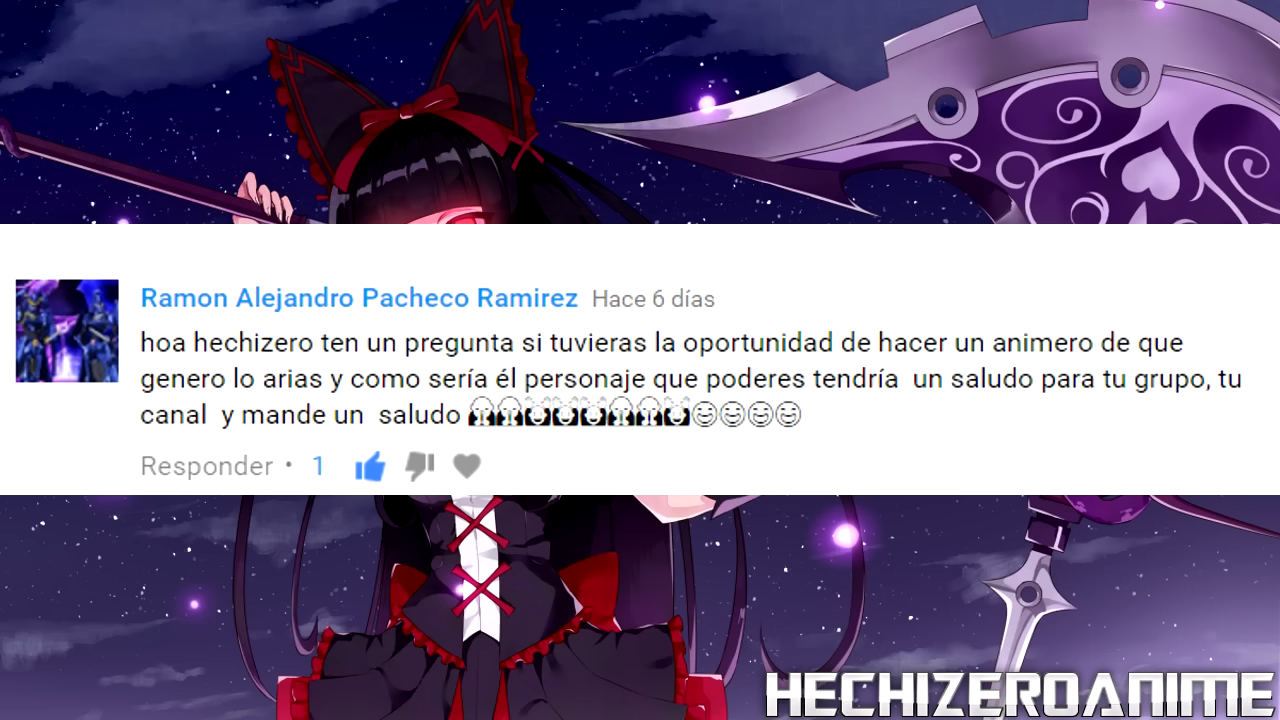 Ramon Alejandro Pacheco Ramirez Hace 6 días
hoa hechizero ten un pregunta si tuvieras la oportunidad de hacer un animero de que
genero lo arias y como sería él personaje que poderes tendría un saludo para tu grupo, tu
canal y mande un saludo
Responder • 1
HECHIZEROANIME